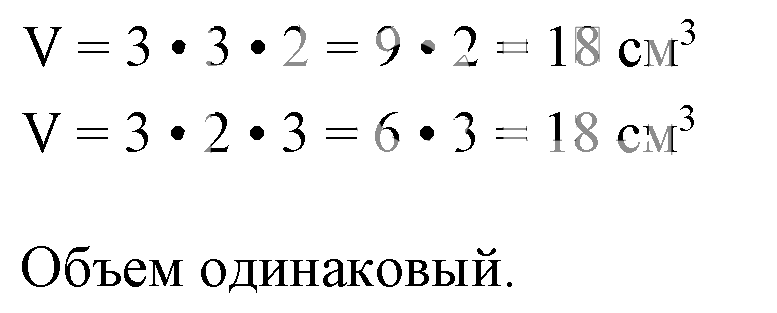 V = 3 • 3 • 2 = 9 • 2 = 18 см³
V = 3 • 2 • 3 = 6 • 3 = 18 см³
Объем одинаковый.